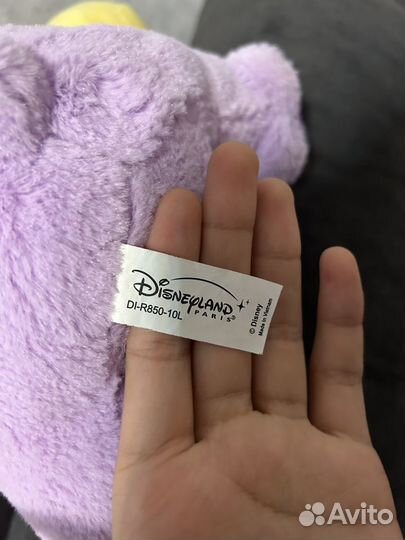 Disneyland
PARIS®
DI-R850-10L
© Disney
Made in Vietnam
Avito